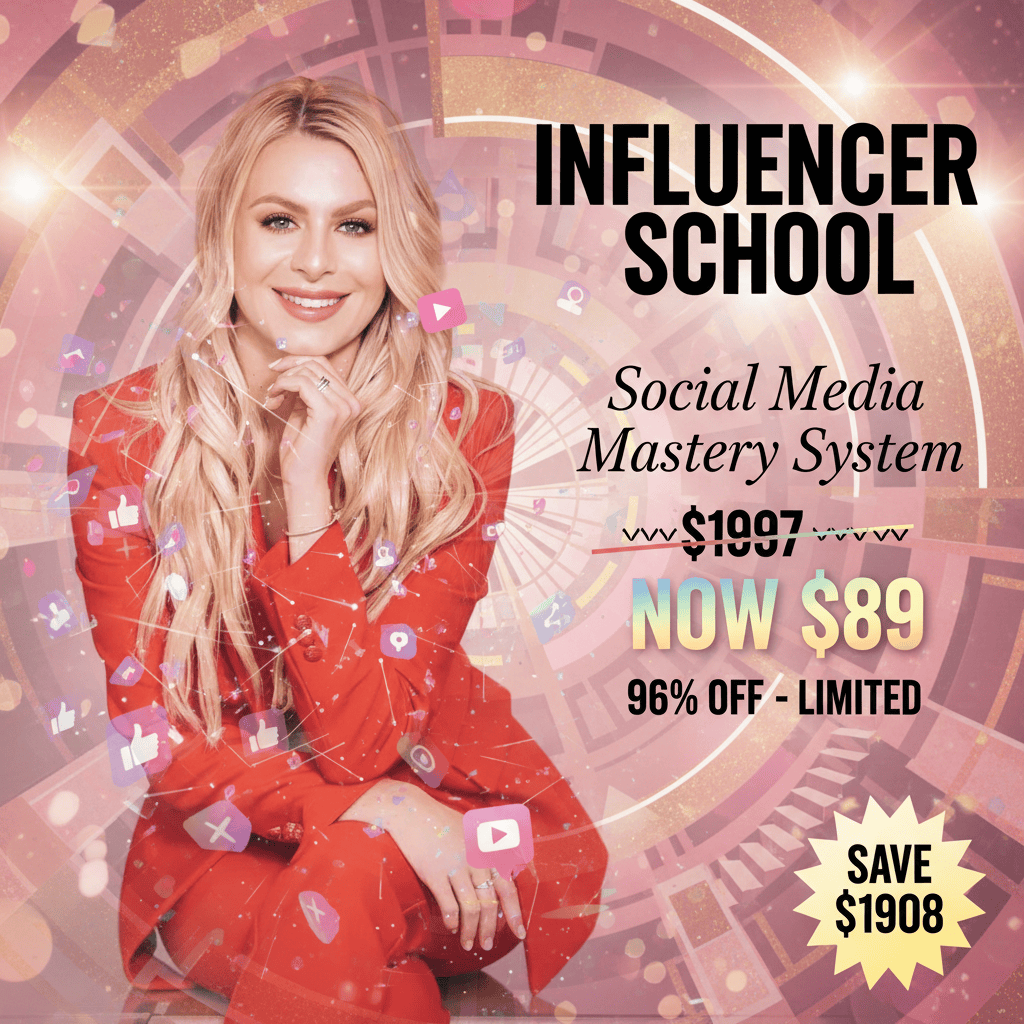 INFLUENCER
SCHOOL
Social Media
Mastery System
$1997
NOW $89
96% OFF - LIMITED
SAVE
$1908